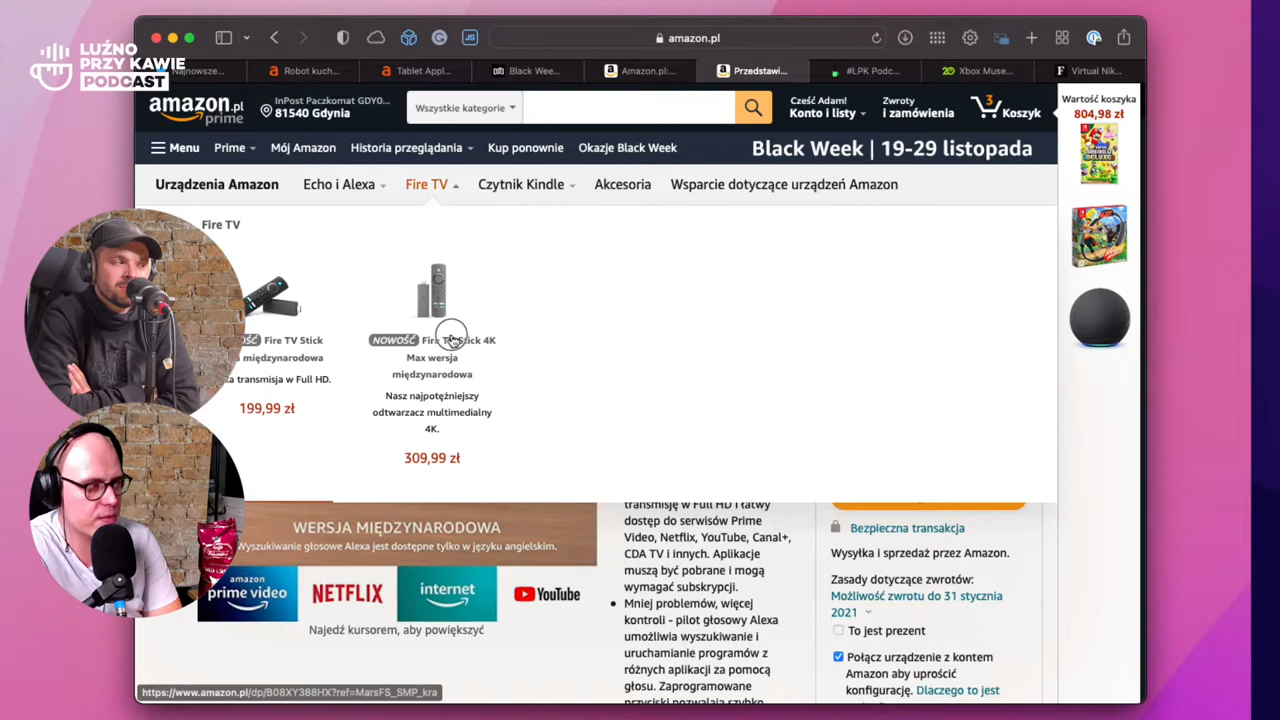 LUŹNO
PRZY KAWIE
PODCAST
amazon.pl
Najnowsze...
Robot kuch...
Tablet Appl...
Black Wee...
Amazon.pl:...
Przedstawi...
#LPK Podc...
Xbox Muse...
Virtual Nik...
amazon.pl
prime
InPost Paczkomat GDYO...
81540 Gdynia
Wszystkie kategorie
Cześć Adam!
Konto i listy
Zwroty
i zamówienia
3
Koszyk
Wartość koszyka
804,98 zł
Menu
Prime
Mój Amazon
Historia przeglądania
Kup ponownie
Okazje Black Week
Black Week | 19-29 listopada
Urządzenia Amazon
Echo i Alexa
Fire TV
Czytnik Kindle
Akcesoria
Wsparcie dotyczące urządzeń Amazon
Fire TV
Fire TV Stick
międzynarodowa
transmisja w Full HD.
199,99 zł
NOWOŚĆ Fire TV Stick 4K
Max wersja
międzynarodowa
Nasz najpotężniejszy
odtwarzacz multimedialny
4K.
309,99 zł
WERSJA MIĘDZYNARODOWA
Wyszukiwanie głosowe Alexa jest dostępne tylko w języku angielskim.
amazon
prime video
NETFLIX
internet
YouTube
Najedź kursorem, aby powiększyć
transmisję w Full HD i łatwy
dostęp do serwisów Prime
Video, Netflix, YouTube, Canal+,
CDA TV i innych. Aplikacje
muszą być pobrane i mogą
wymagać subskrypcji.
Mniej problemów, więcej
kontroli - pilot głosowy Alexa
umożliwia wyszukiwanie i
uruchamianie programów z
różnych aplikacji za pomocą
głosu. Zaprogramowane
przyciski pozwalają szybko
Bezpieczna transakcja
Wysyłka i sprzedaż przez Amazon.
Zasady dotyczące zwrotów:
Możliwość zwrotu do 31 stycznia
2021
To jest prezent
Połącz urządzenie z kontem
Amazon aby uprościć
konfigurację. Dlaczego to jest
https://www.amazon.pl/dp/B08XY388HX?ref=MarsFS_SMP_kra